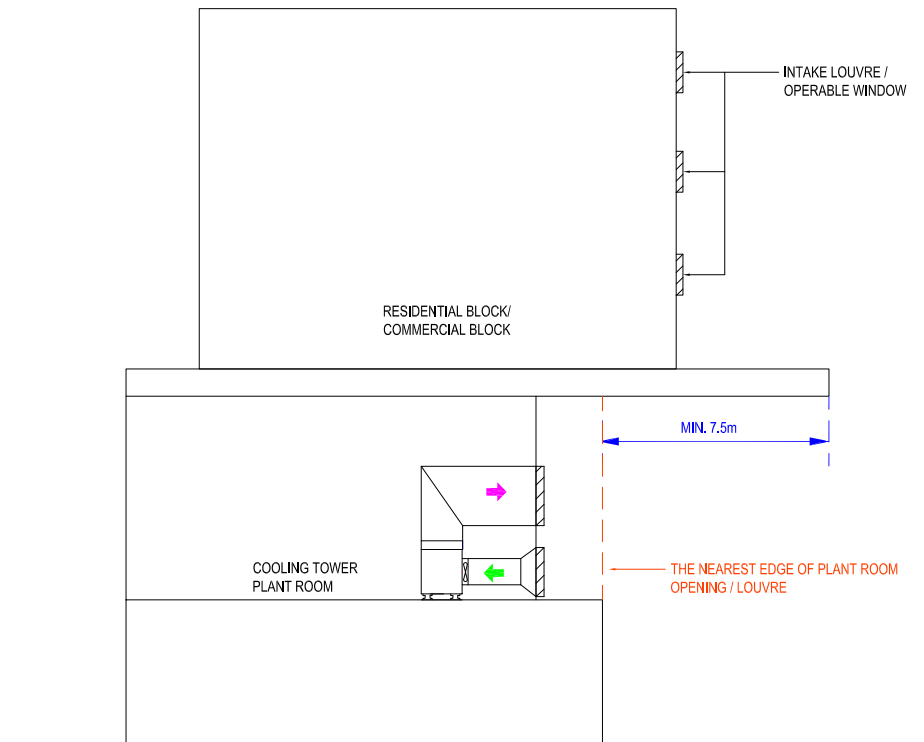 INTAKE LOUVRE /
OPERABLE WINDOW
RESIDENTIAL BLOCK/
COMMERCIAL BLOCK
MIN. 7.5m
COOLING TOWER
PLANT ROOM
THE NEAREST EDGE OF PLANT ROOM
OPENING / LOUVRE